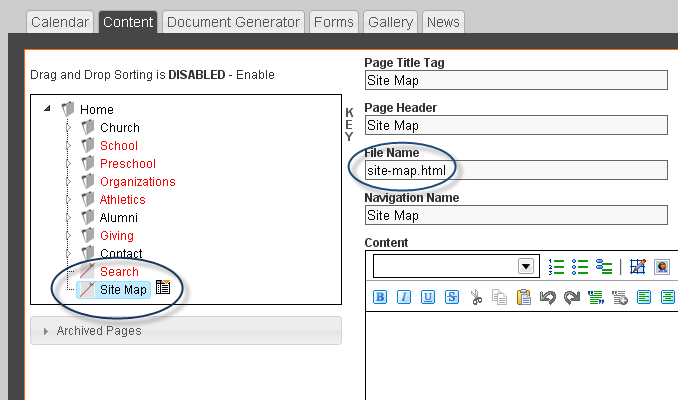 Calendar Content Document Generator Forms Gallery News
Drag and Drop Sorting is DISABLED - Enable
Home
Church
School
Preschool
Organizations
Athletics
Alumni
Giving
Contact
Search
Site Map
Archived Pages
KEY
Page Title Tag
Site Map
Page Header
Site Map
File Name
site-map.html
Navigation Name
Site Map
Content
B I U S